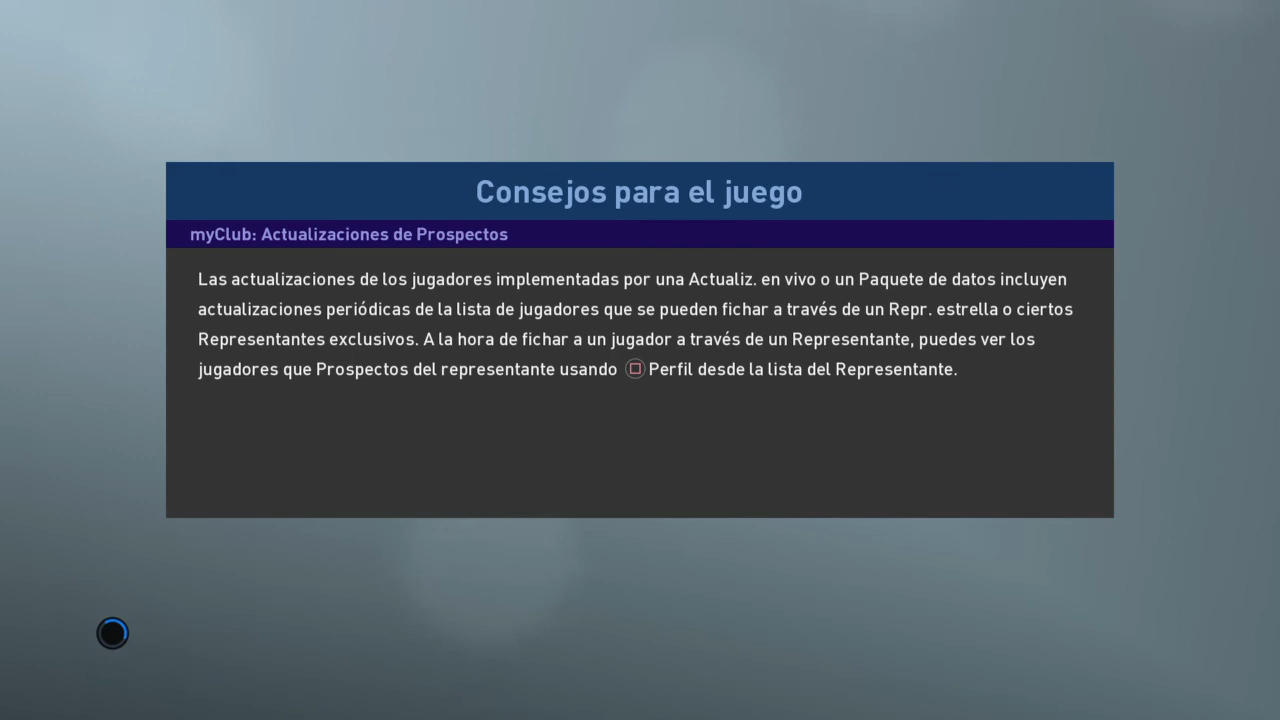 Consejos para el juego
myClub: Actualizaciones de Prospectos
Las actualizaciones de los jugadores implementadas por una Actualiz. en vivo o un Paquete de datos incluyen
actualizaciones periódicas de la lista de jugadores que se pueden fichar a través de un Repr. estrella o ciertos
Representantes exclusivos. A la hora de fichar a un jugador a través de un Representante, puedes ver los
jugadores que Prospectos del representante usando Perfil desde la lista del Representante.